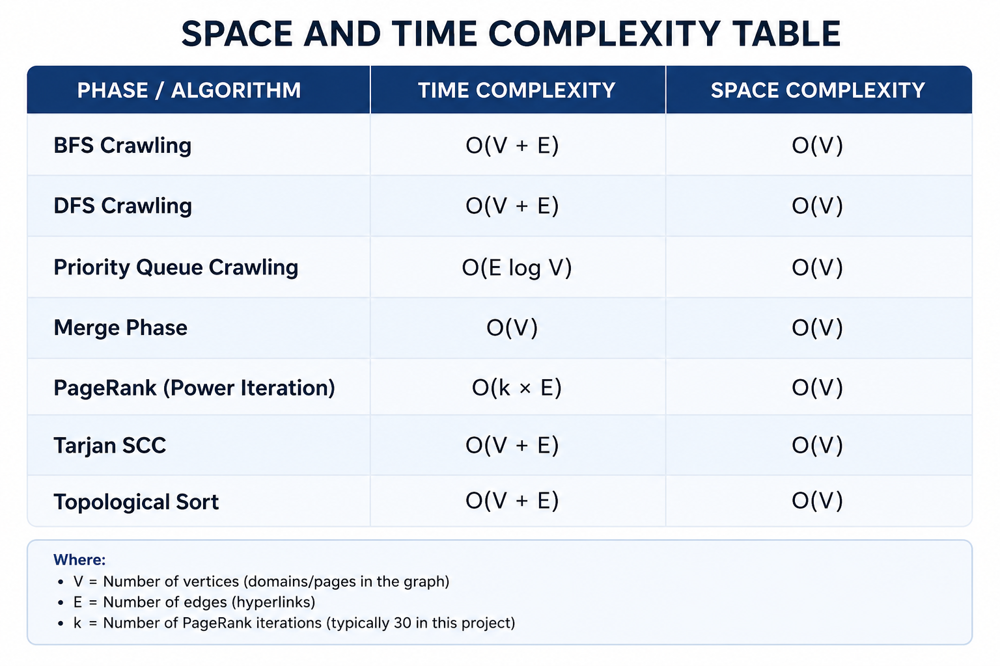 SPACE AND TIME COMPLEXITY TABLE
PHASE / ALGORITHM TIME COMPLEXITY SPACE COMPLEXITY
BFS Crawling O(V + E) O(V)
DFS Crawling O(V + E) O(V)
Priority Queue Crawling O(E log V) O(V)
Merge Phase O(V) O(V)
PageRank (Power Iteration) O(k × E) O(V)
Tarjan SCC O(V + E) O(V)
Topological Sort O(V + E) O(V)
Where:
• V = Number of vertices (domains/pages in the graph)
• E = Number of edges (hyperlinks)
• k = Number of PageRank iterations (typically 30 in this project)